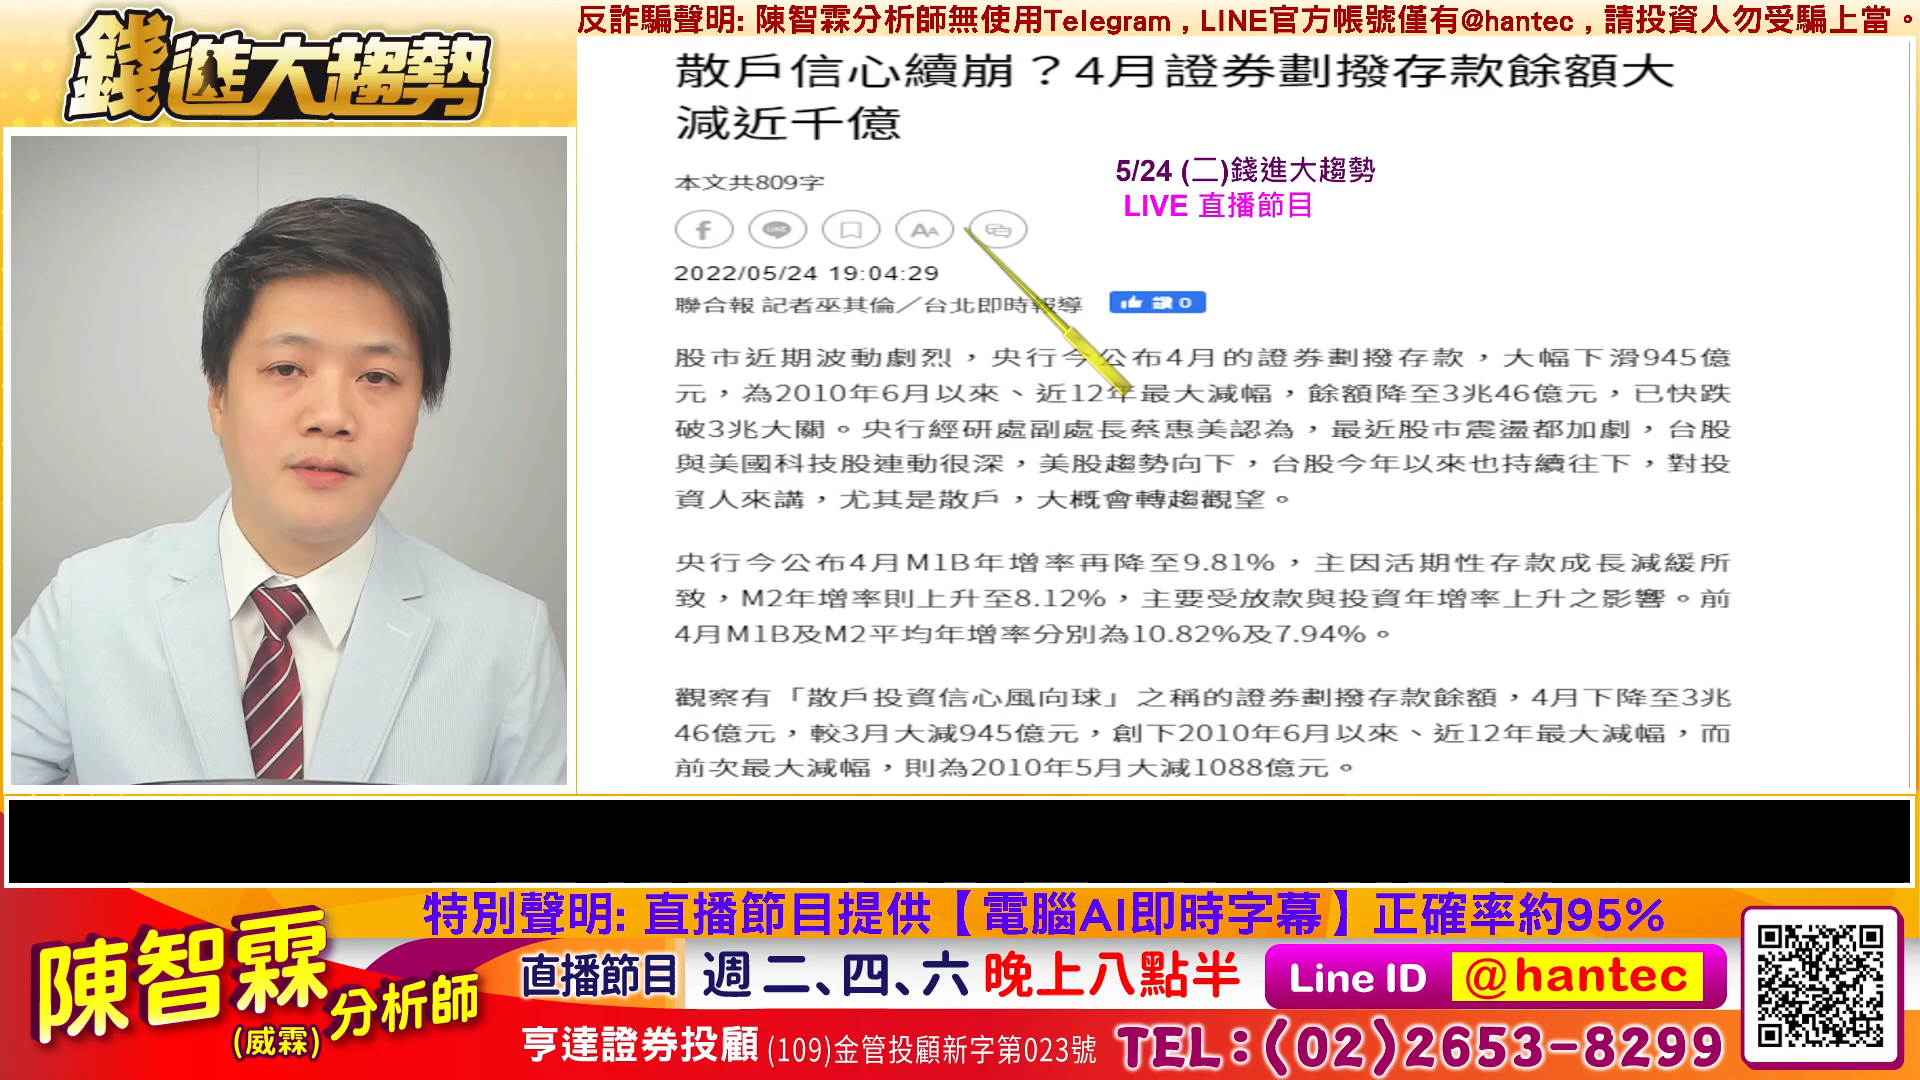 錢進大趨勢
反詐騙聲明: 陳智霖分析師無使用Telegram , LINE官方帳號僅有@hantec , 請投資人勿受騙上當。
散戶信心續崩？4月證券劃撥存款餘額大
減近千億
本文共809字
5/24 (二)錢進大趨勢
LIVE 直播節目
2022/05/24 19:04:29
聯合報 記者巫其倫／台北即時報導
讚 0
股市近期波動劇烈，央行今公布4月的證券劃撥存款，大幅下滑945億
元，為2010年6月以來、近12年最大減幅，餘額降至3兆46億元，已快跌
破3兆大關。央行經研處副處長蔡惠美認為，最近股市震盪都加劇，台股
與美國科技股連動很深，美股趨勢向下，台股今年以來也持續往下，對投
資人來講，尤其是散戶，大概會轉趨觀望。
央行今公布4月M1B年增率再降至9.81%，主因活期性存款成長減緩所
致，M2年增率則上升至8.12%，主要受放款與投資年增率上升之影響。前
4月M1B及M2平均年增率分別為10.82%及7.94%。
觀察有「散戶投資信心風向球」之稱的證券劃撥存款餘額，4月下降至3兆
46億元，較3月大減945億元，創下2010年6月以來、近12年最大減幅，而
前次最大減幅，則為2010年5月大減1088億元。
特別聲明: 直播節目提供【電腦AI即時字幕】正確率約95%
陳智霖
(威霖)
分析師
直播節目 週二、四、六 晚上八點半
Line ID @hantec
亨達證券投顧 (109)金管投顧新字第023號 TEL:(02)2653-8299